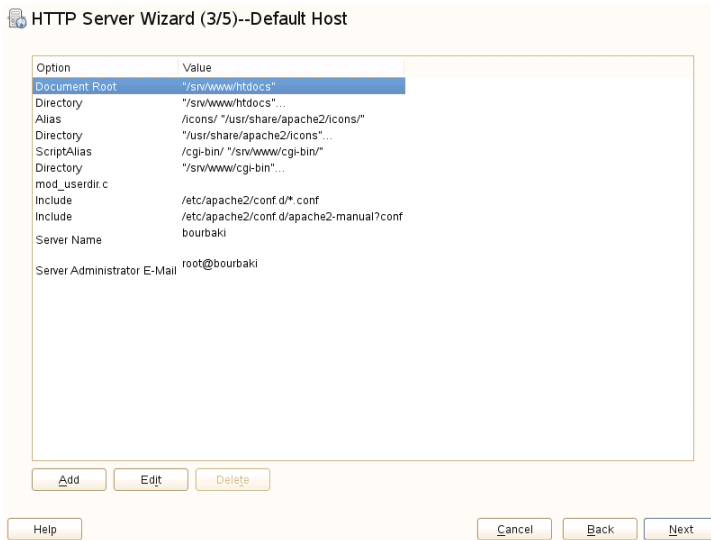 HTTP Server Wizard (3/5)--Default Host
Option Value
Document Root "/srv/www/htdocs"
Directory "/srv/www/htdocs"...
Alias /icons/ "/usr/share/apache2/icons/"
Directory "/usr/share/apache2/icons"...
ScriptAlias /cgi-bin/ "/srv/www/cgi-bin/"
Directory "/srv/www/cgi-bin"...
mod_userdir.c
Include /etc/apache2/conf.d/*.conf
Include /etc/apache2/conf.d/apache2-manual?conf
Server Name bourbaki
Server Administrator E-Mail root@bourbaki
Add Edit Delete
Help Cancel Back Next